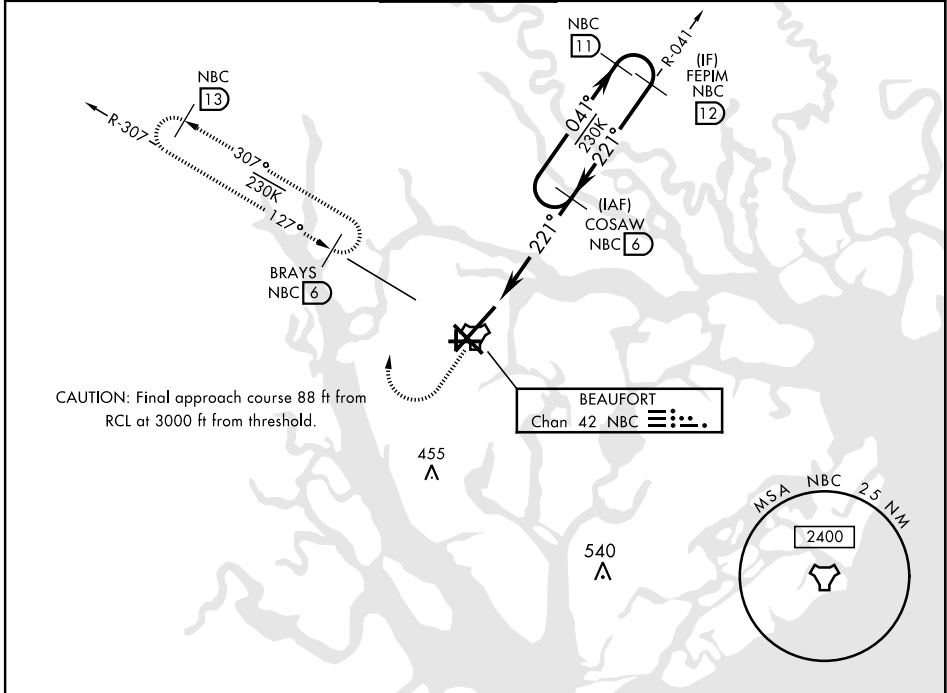 NBC
11
R-041
(IF)
FEPIM
NBC
12
NBC
13
R-307
041°
230K
221°
307°
230K
127°
(IAF)
COSAW
NBC 6
221°
BRAYS
NBC 6
CAUTION: Final approach course 88 ft from
RCL at 3000 ft from threshold.
BEAUFORT
Chan 42 NBC
455
540
MSA NBC 25 NM
2400